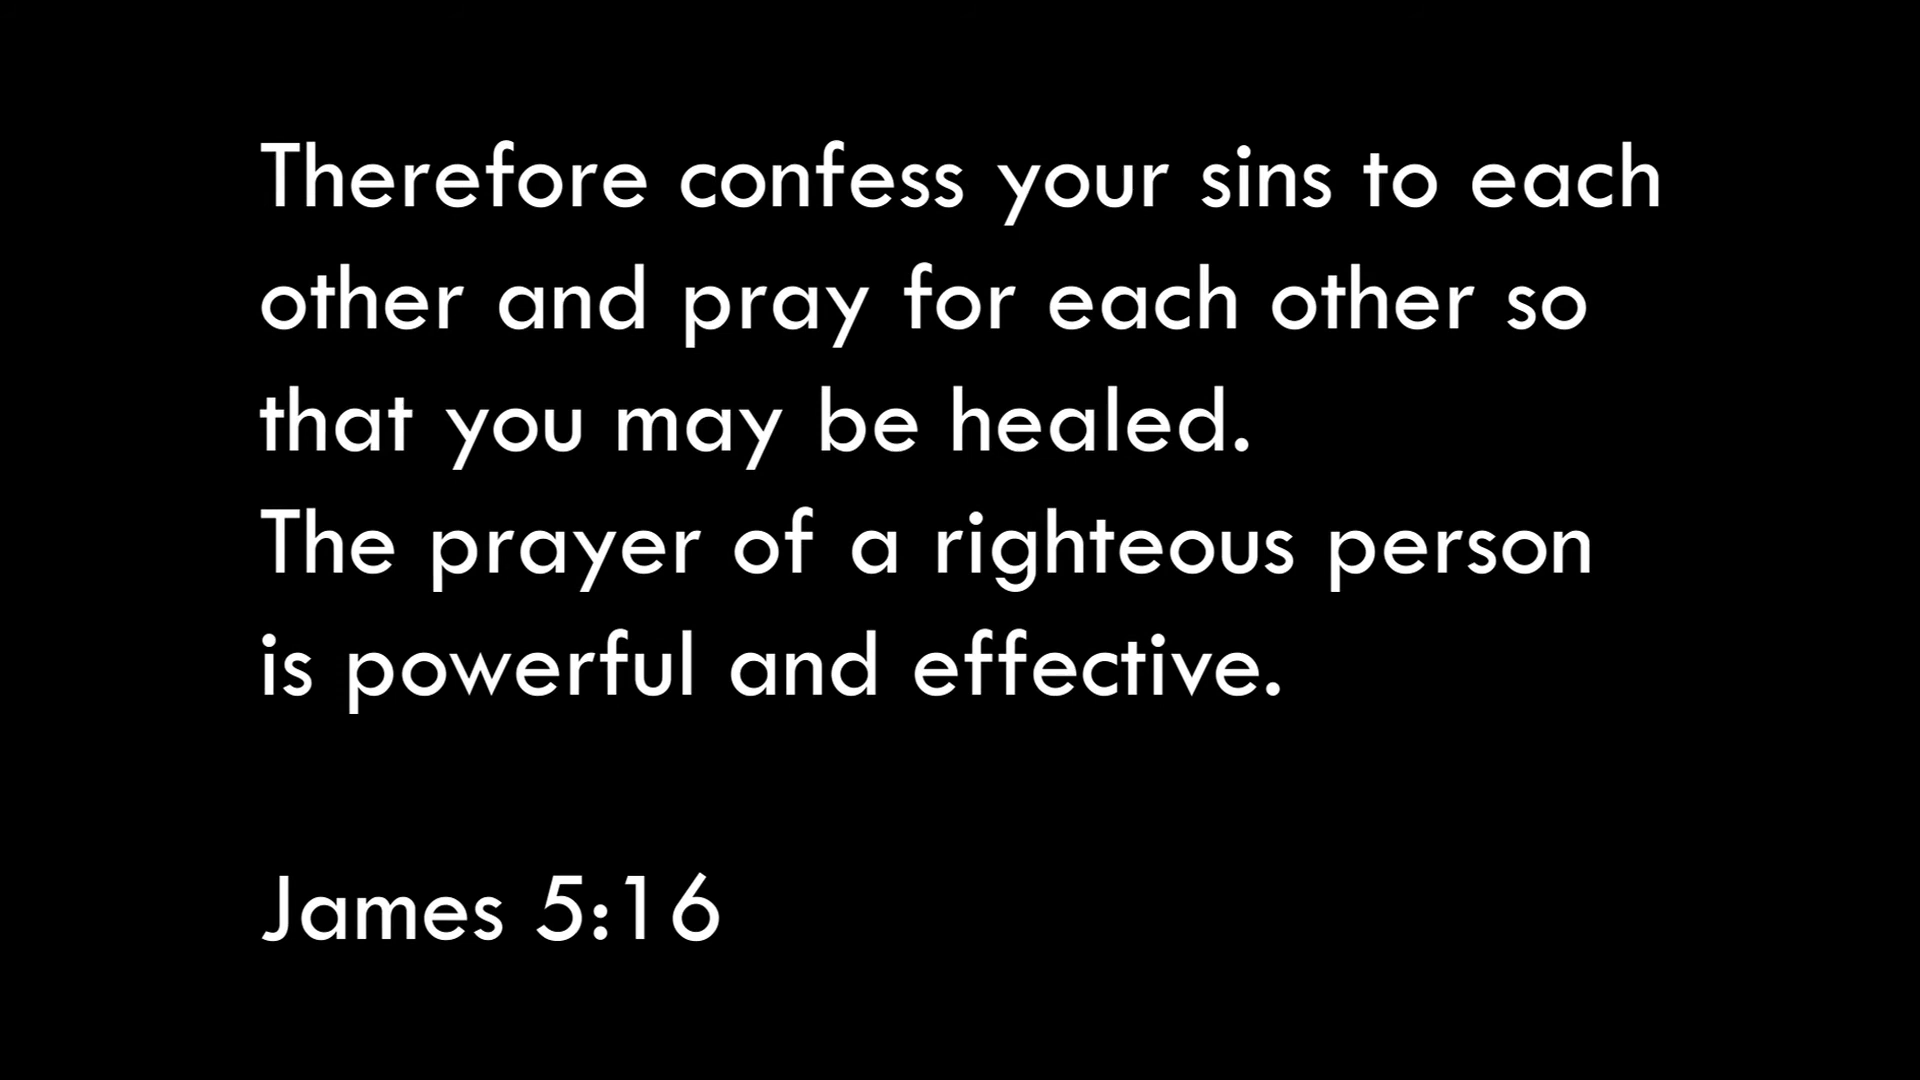 Therefore confess your sins to each
other and pray for each other so
that you may be healed.
The prayer of a righteous person
is powerful and effective.
James 5:16